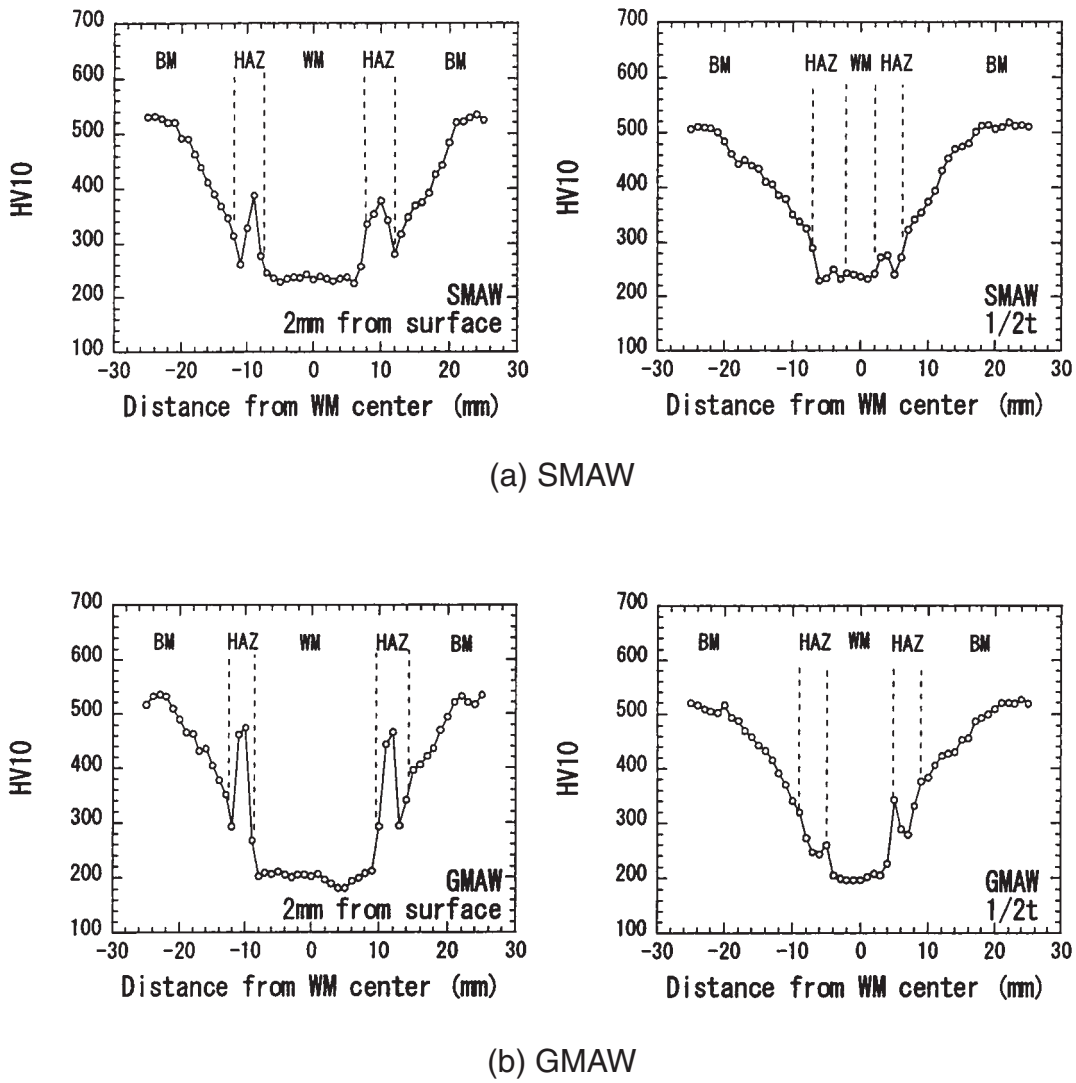 700
600
500
400
300
200
100
HV10
BM HAZ WM HAZ BM
SMAW
2mm from surface
-30 -20 -10 0 10 20 30
Distance from WM center (mm)
700
600
500
400
300
200
100
HV10
BM HAZ WM HAZ BM
SMAW
1/2t
-30 -20 -10 0 10 20 30
Distance from WM center (mm)
(a) SMAW
700
600
500
400
300
200
100
HV10
BM HAZ WM HAZ BM
GMAW
2mm from surface
-30 -20 -10 0 10 20 30
Distance from WM center (mm)
700
600
500
400
300
200
100
HV10
BM HAZ WM HAZ BM
GMAW
1/2t
-30 -20 -10 0 10 20 30
Distance from WM center (mm)
(b) GMAW